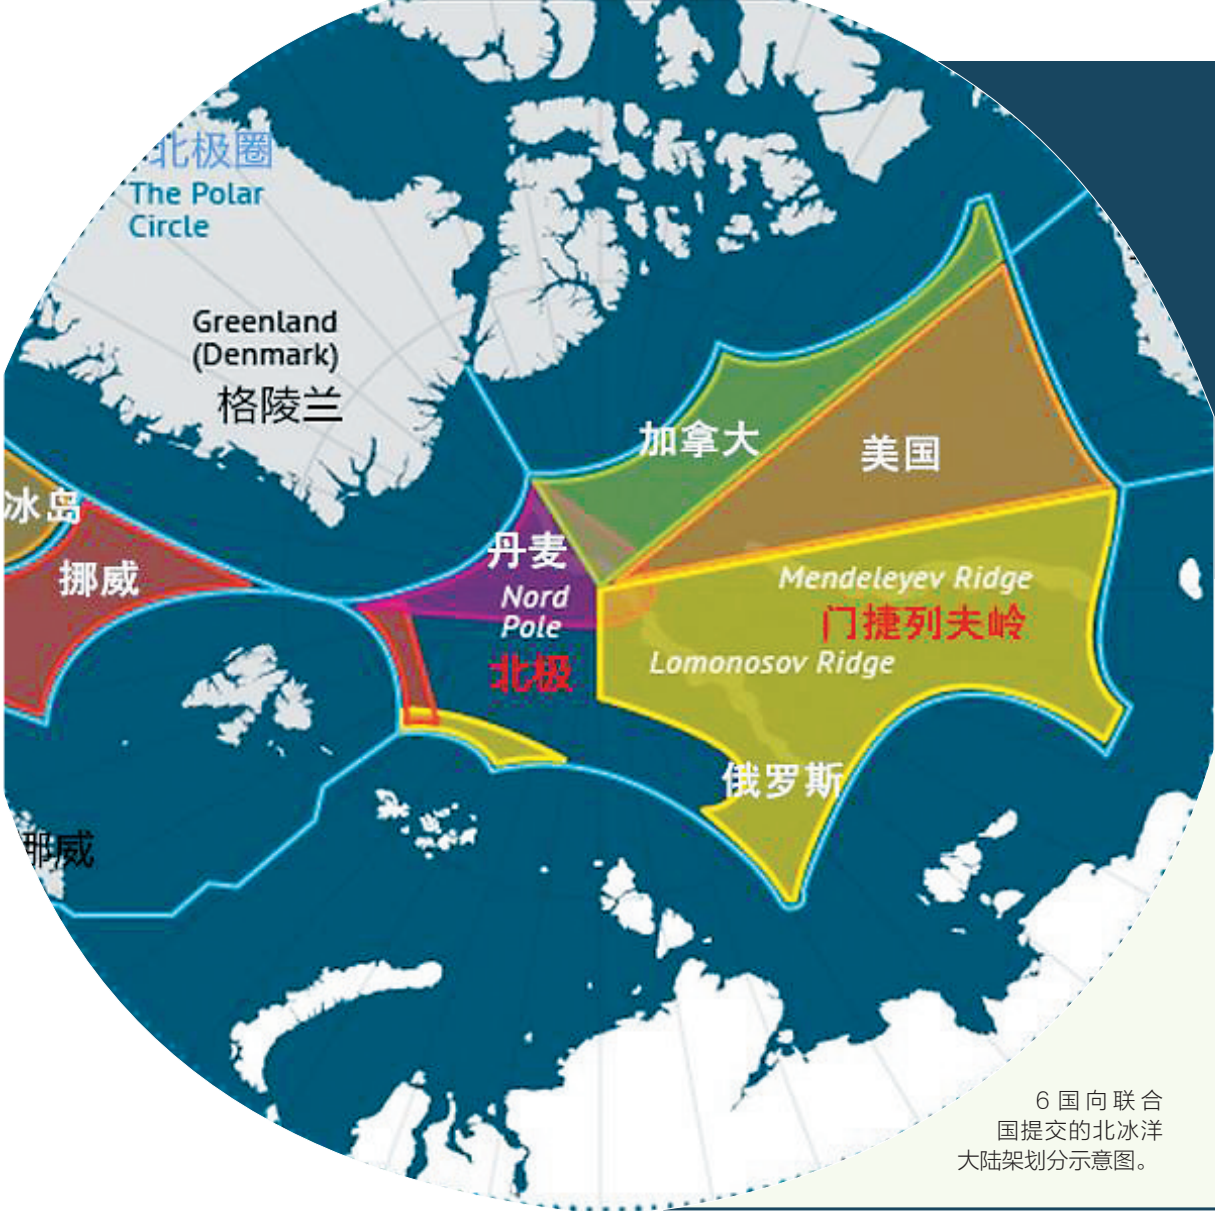 北极圈
The Polar
Circle
Greenland
(Denmark)
格陵兰
加拿大
美国
冰岛
挪威
丹麦
Nord
Pole
北极
Mendeleyev Ridge
门捷列夫岭
Lomonosov Ridge
俄罗斯
挪威
6 国向联合
国提交的北冰洋
大陆架划分示意图。